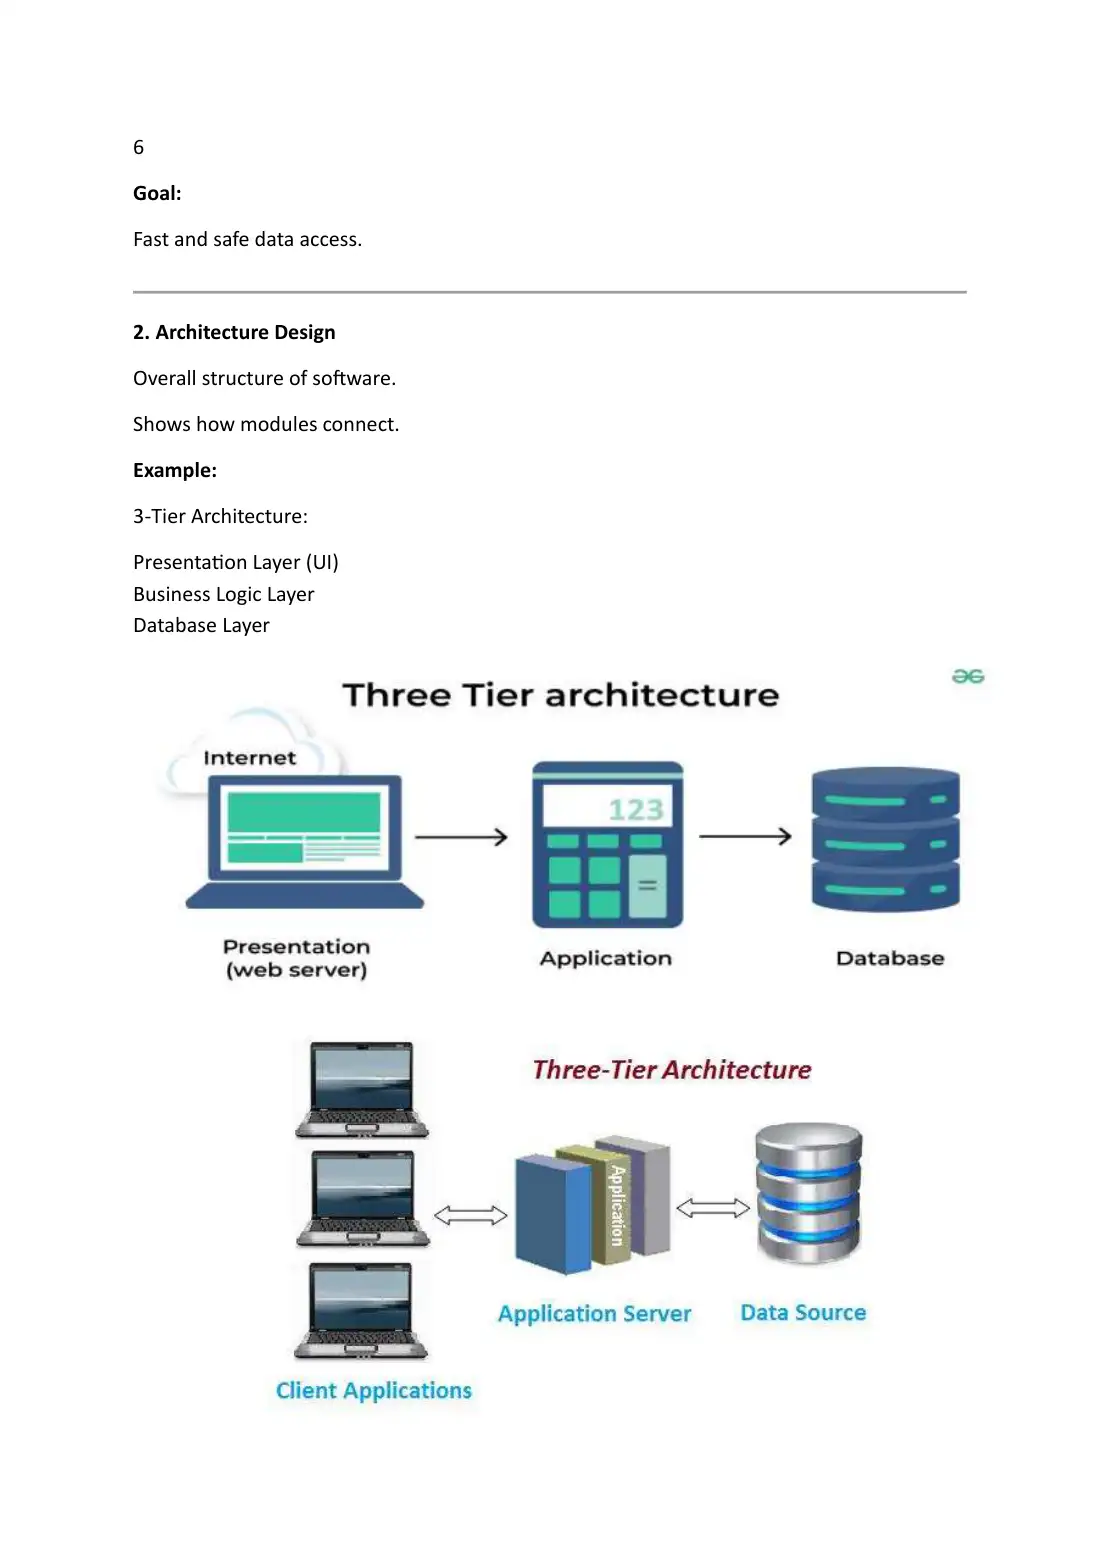 6
Goal:
Fast and safe data access.
2. Architecture Design
Overall structure of software.
Shows how modules connect.
Example:
3-Tier Architecture:
Presentation Layer (UI)
Business Logic Layer
Database Layer
Three Tier architecture
Internet
123
=
Presentation
(web server)
Application
Database
Three-Tier Architecture
Application
Application Server
Data Source
Client Applications